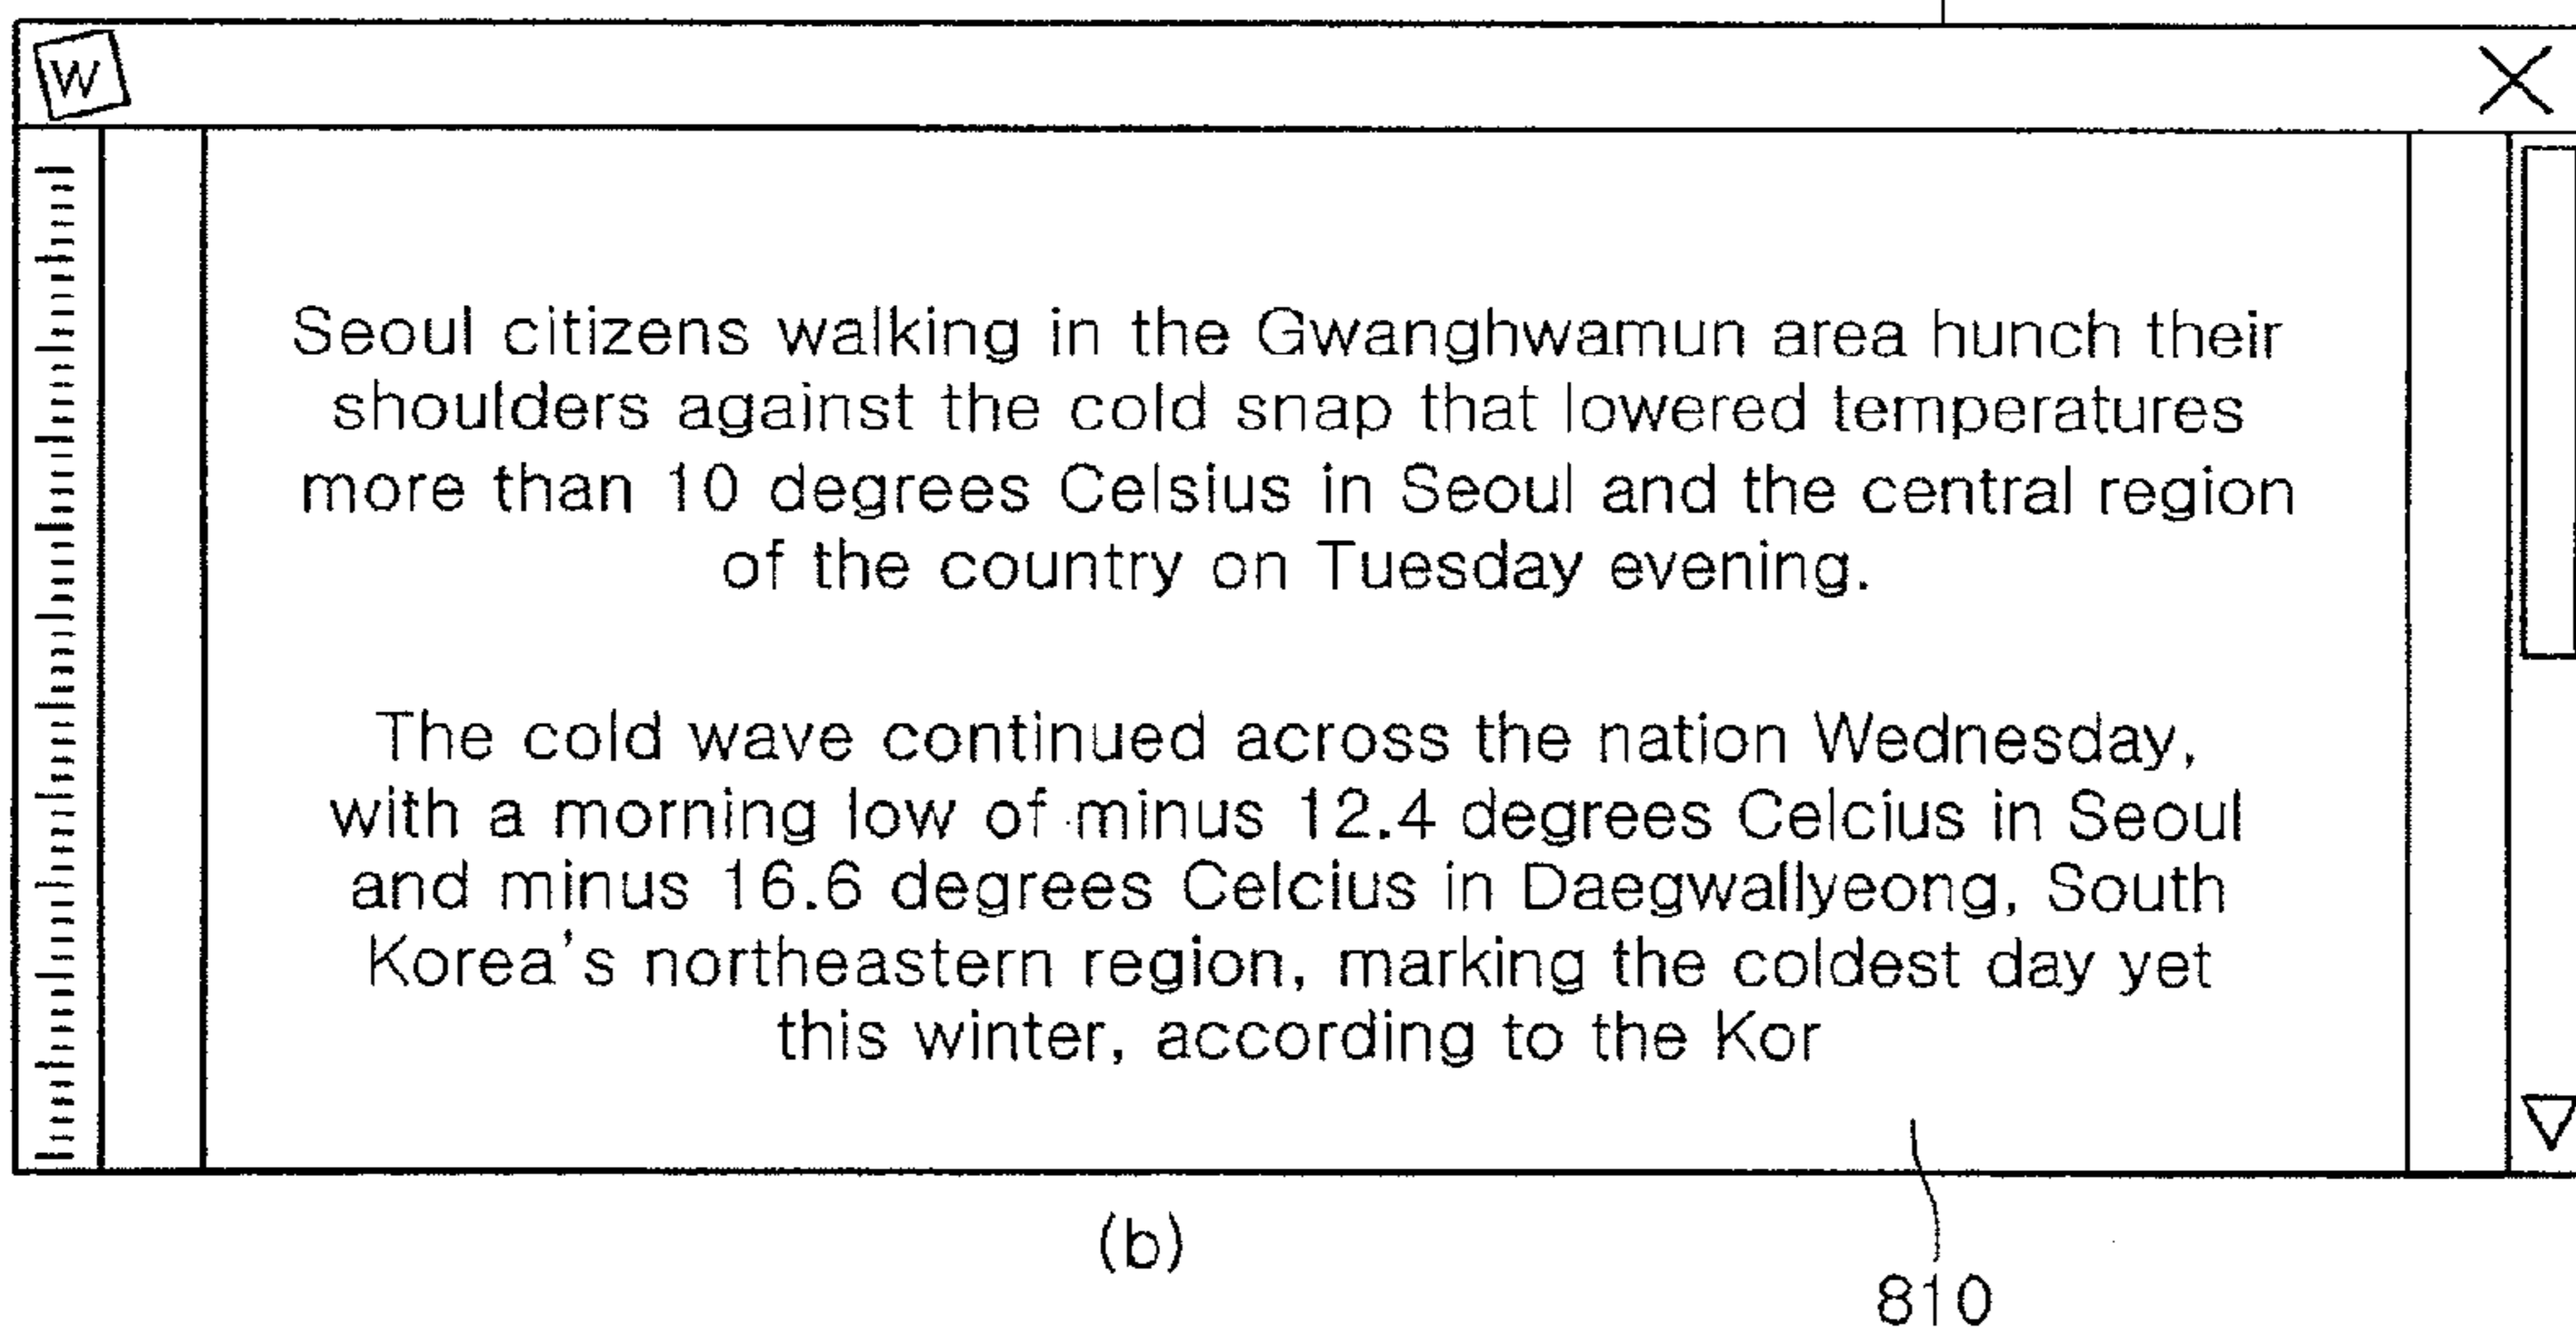 W
Seoul citizens walking in the Gwanghwamun area hunch their
shoulders against the cold snap that lowered temperatures
more than 10 degrees Celsius in Seoul and the central region
of the country on Tuesday evening.
The cold wave continued across the nation Wednesday,
with a morning low of minus 12.4 degrees Celcius in Seoul
and minus 16.6 degrees Celcius in Daegwallyeong, South
Korea's northeastern region, marking the coldest day yet
this winter, according to the Kor
(b)
810